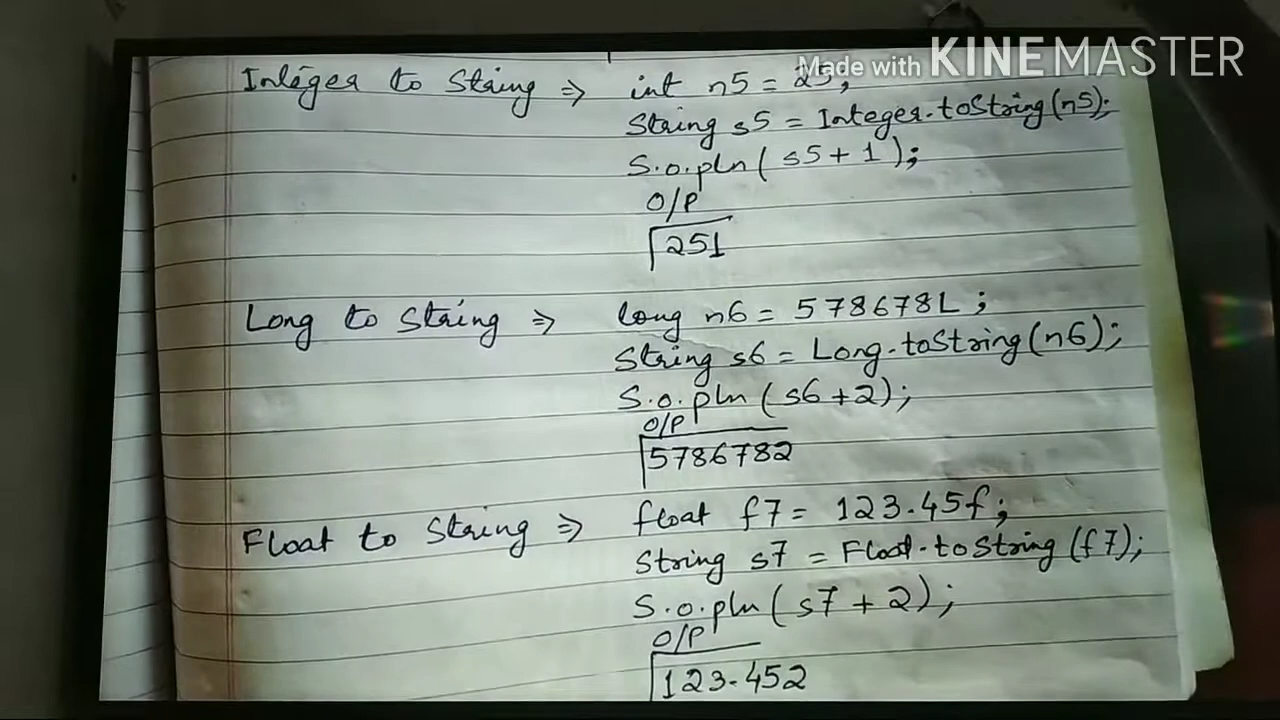 Made with KINEMASTER
Integer to String ⇒ int n5 = 25;
String s5 = Integer.toString(n5);
S.o.pln( s5 + 1 );
O/P
251
Long to String ⇒ long n6 = 578678L;
String s6 = Long.toString(n6);
S.o.pln (s6 +2);
O/P
5786782
Float to String ⇒ float f7 = 123.45f;
String s7 = Float.toString (f7);
S.o.pln( s7 + 2);
O/P
123.452